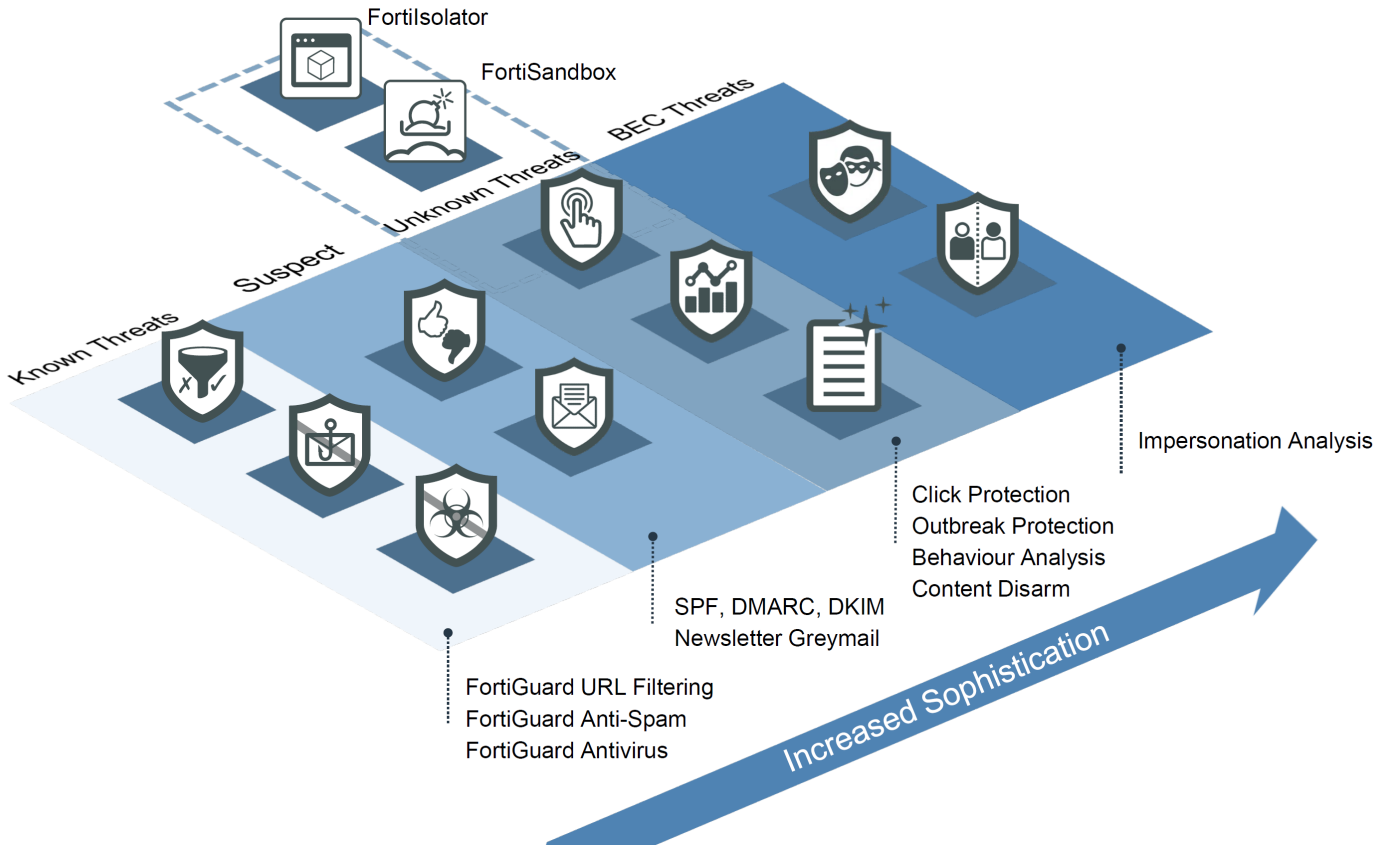 FortiIsolator
FortiSandbox
BEC Threats
Unknown Threats
Suspect
Known Threats
Impersonation Analysis
Click Protection
Outbreak Protection
Behaviour Analysis
Content Disarm
SPF, DMARC, DKIM
Newsletter Greymail
FortiGuard URL Filtering
FortiGuard Anti-Spam
FortiGuard Antivirus
Increased Sophistication